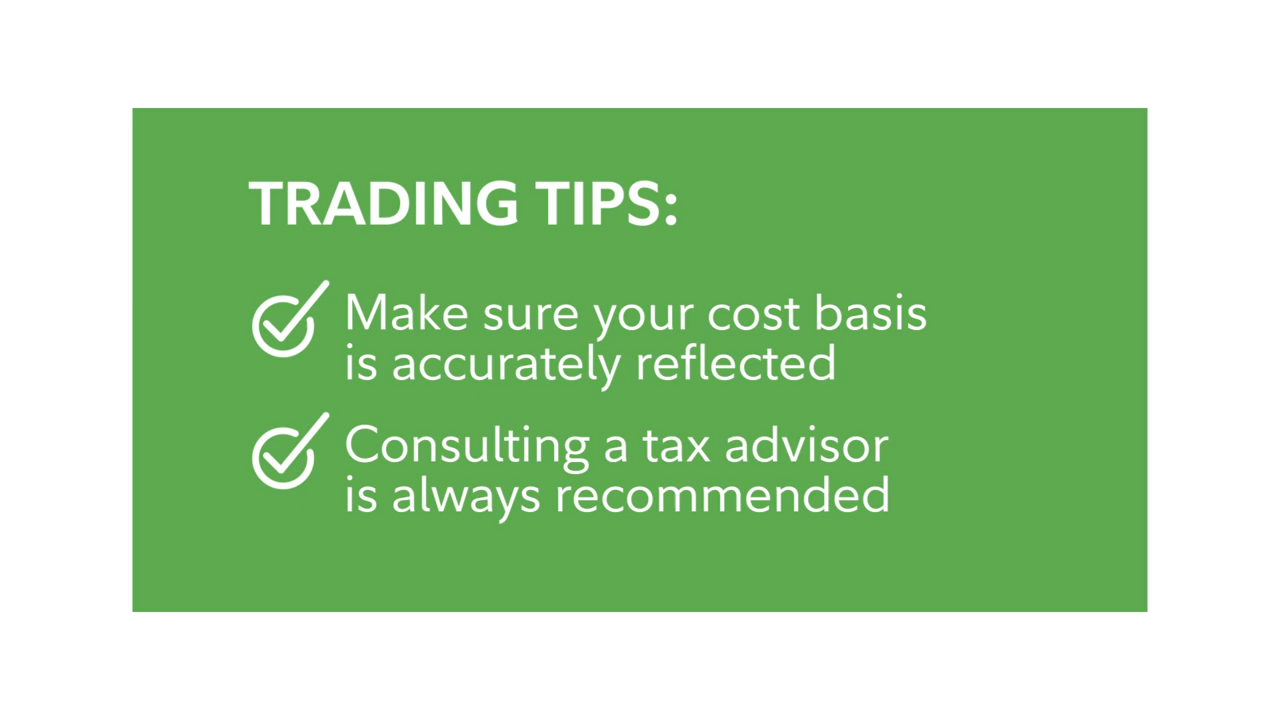 TRADING TIPS:
Make sure your cost basis
is accurately reflected
Consulting a tax advisor
is always recommended